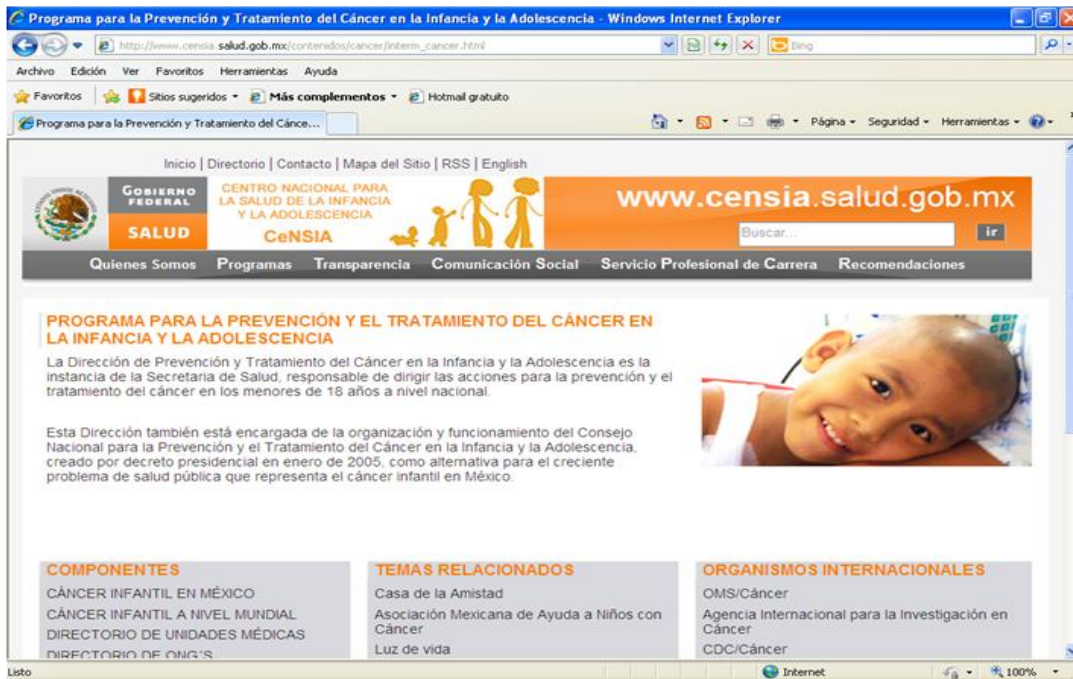 Programa para la Prevención y Tratamiento del Cáncer en la Infancia y la Adolescencia - Windows Internet Explorer
http://www.censia.salud.gob.mx/contenidos/cancer/interm_cancer.html
Bing
Archivo Edición Ver Favoritos Herramientas Ayuda
Favoritos Sitios sugeridos Más complementos Hotmail gratuito
Programa para la Prevención y Tratamiento del Cánce... Página Seguridad Herramientas
Inicio | Directorio | Contacto | Mapa del Sitio | RSS | English
GOBIERNO
FEDERAL
SALUD
CENTRO NACIONAL PARA
LA SALUD DE LA INFANCIA
Y LA ADOLESCENCIA
CeNSIA
www.censia.salud.gob.mx
Buscar... ir
Quienes Somos Programas Transparencia Comunicación Social Servicio Profesional de Carrera Recomendaciones
PROGRAMA PARA LA PREVENCIÓN Y EL TRATAMIENTO DEL CÁNCER EN
LA INFANCIA Y LA ADOLESCENCIA
La Dirección de Prevención y Tratamiento del Cáncer en la Infancia y la Adolescencia es la
instancia de la Secretaria de Salud, responsable de dirigir las acciones para la prevención y el
tratamiento del cáncer en los menores de 18 años a nivel nacional.
Esta Dirección también está encargada de la organización y funcionamiento del Consejo
Nacional para la Prevención y el Tratamiento del Cáncer en la Infancia y la Adolescencia,
creado por decreto presidencial en enero de 2005, como alternativa para el creciente
problema de salud pública que representa el cáncer infantil en México.
COMPONENTES
CÁNCER INFANTIL EN MÉXICO
CÁNCER INFANTIL A NIVEL MUNDIAL
DIRECTORIO DE UNIDADES MÉDICAS
DIRECTORIO DE ONG´S
TEMAS RELACIONADOS
Casa de la Amistad
Asociación Mexicana de Ayuda a Niños con
Cáncer
Luz de vida
ORGANISMOS INTERNACIONALES
OMS/Cáncer
Agencia Internacional para la Investigación en
Cáncer
CDC/Cáncer
Listo Internet 100%